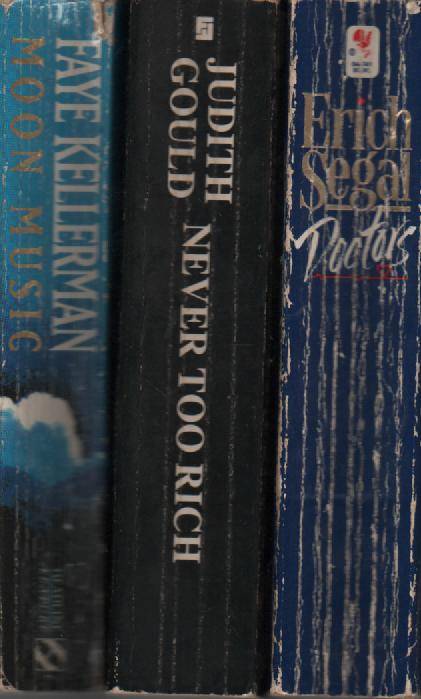 FAYE KELLERMAN
MOON MUSIC
JUDITH
GOULD
NEVER TOO RICH
Erich
Segal
Doctors